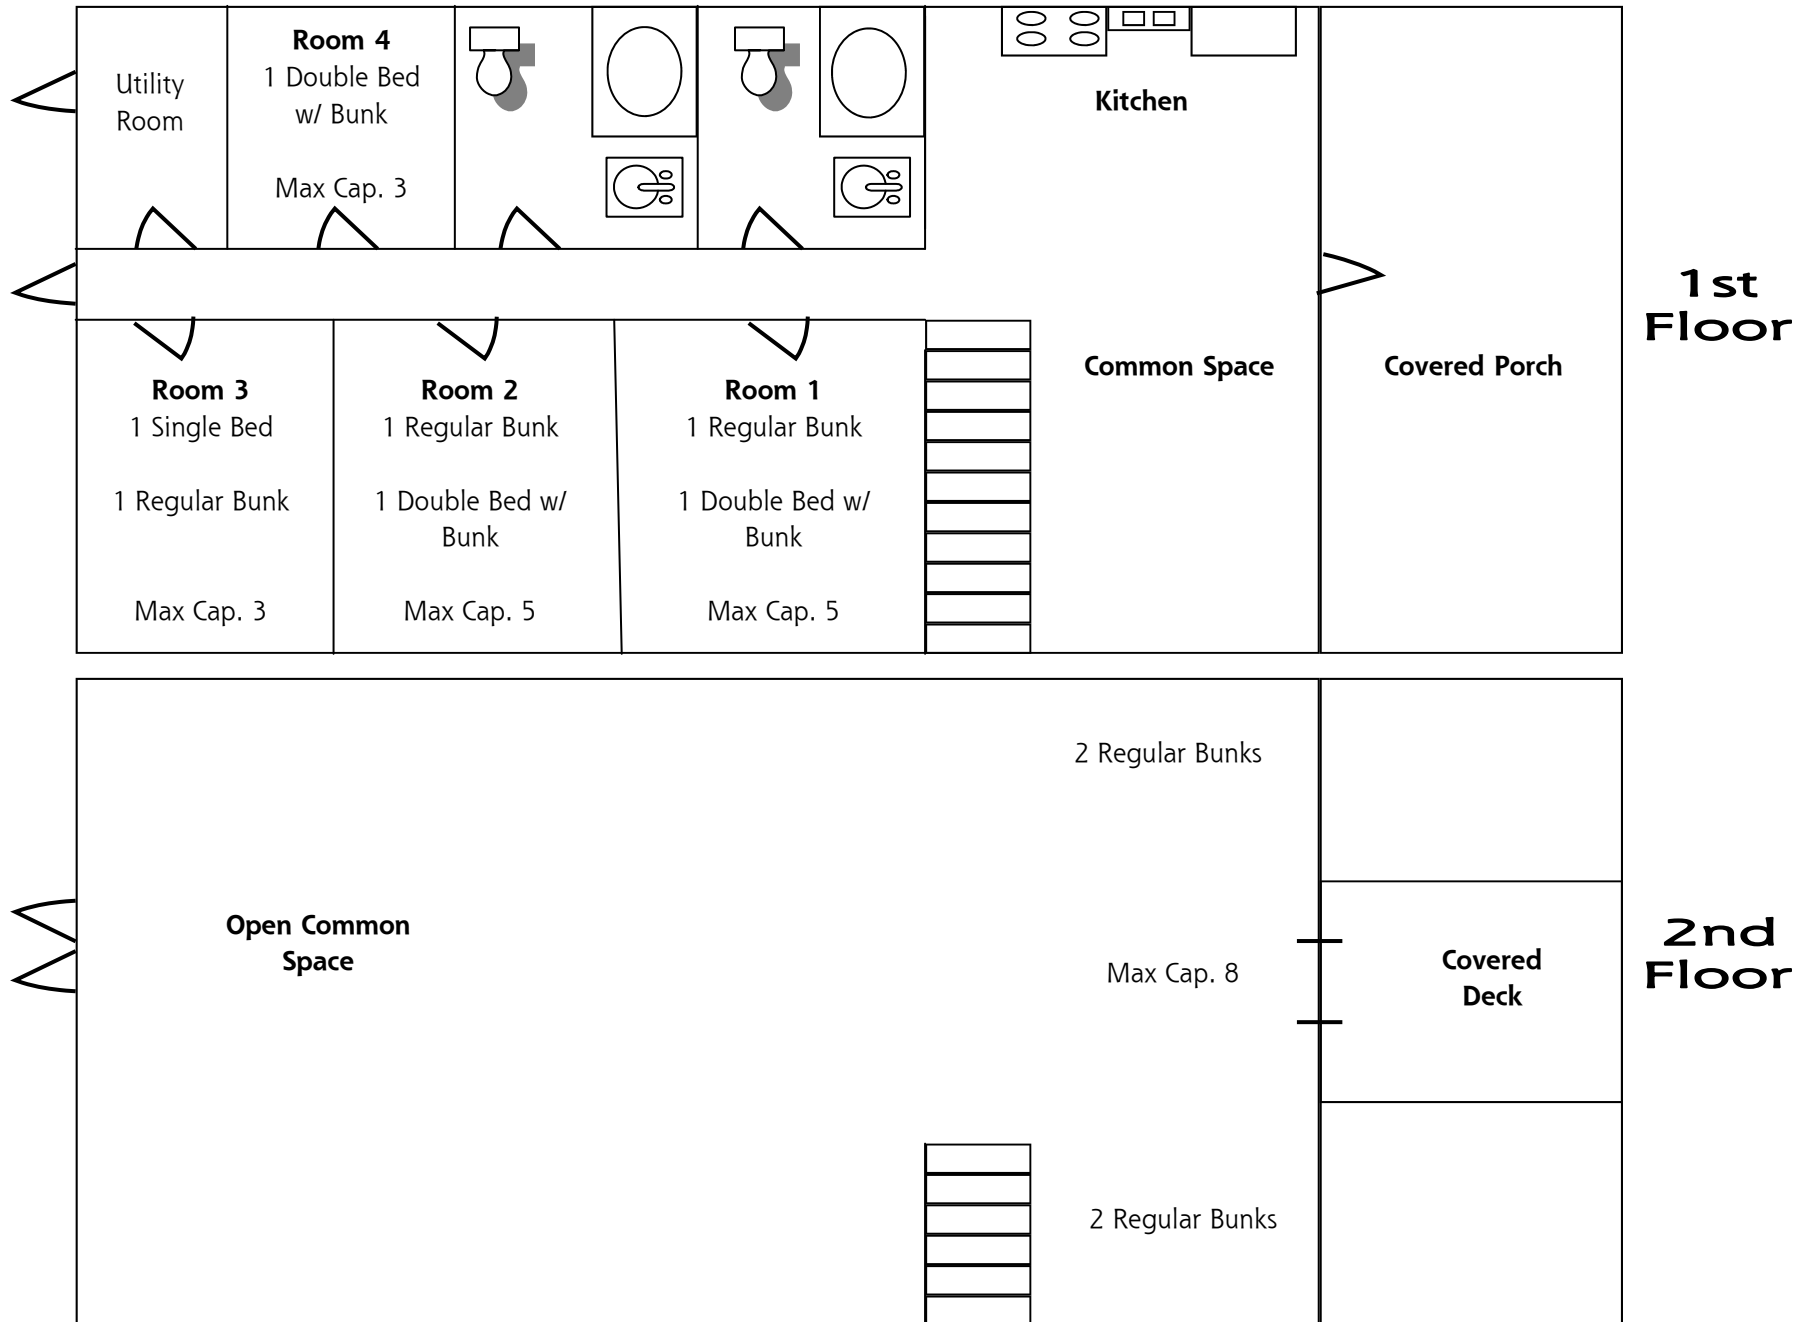 Utility
Room
Room 4
1 Double Bed
w/ Bunk
Max Cap. 3
Kitchen
1st
Floor
Common Space
Covered Porch
Room 3
1 Single Bed
1 Regular Bunk
Max Cap. 3
Room 2
1 Regular Bunk
1 Double Bed w/
Bunk
Max Cap. 5
Room 1
1 Regular Bunk
1 Double Bed w/
Bunk
Max Cap. 5
2 Regular Bunks
Open Common
Space
Max Cap. 8
Covered
Deck
2nd
Floor
2 Regular Bunks